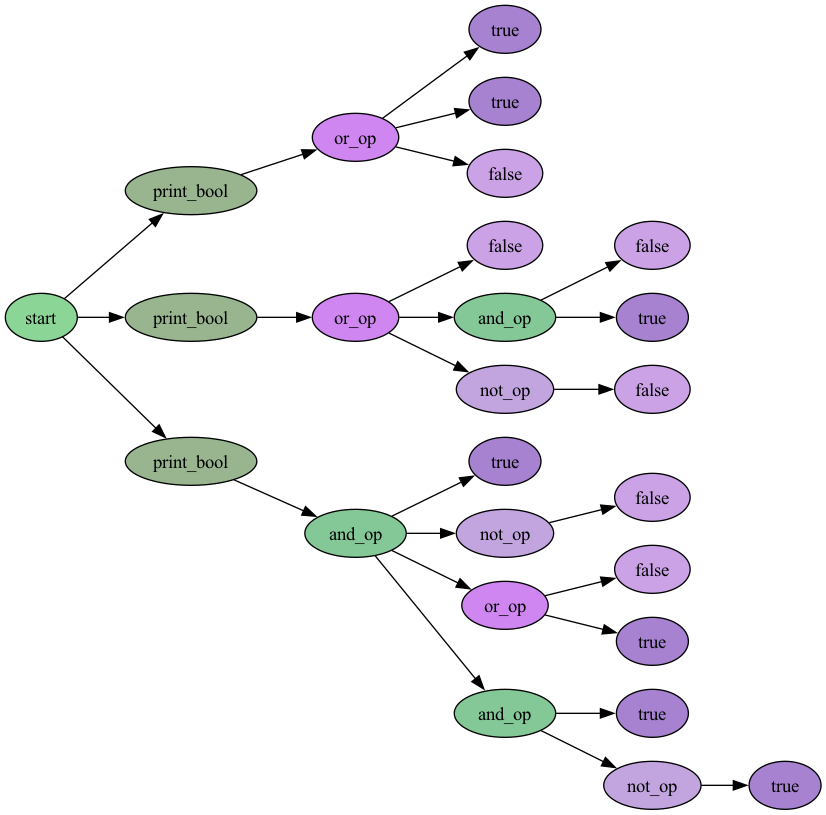 true
true
or_op
false
print_bool
false
false
start
print_bool
or_op
and_op
true
not_op
false
print_bool
true
false
and_op
not_op
false
or_op
true
and_op
true
not_op
true